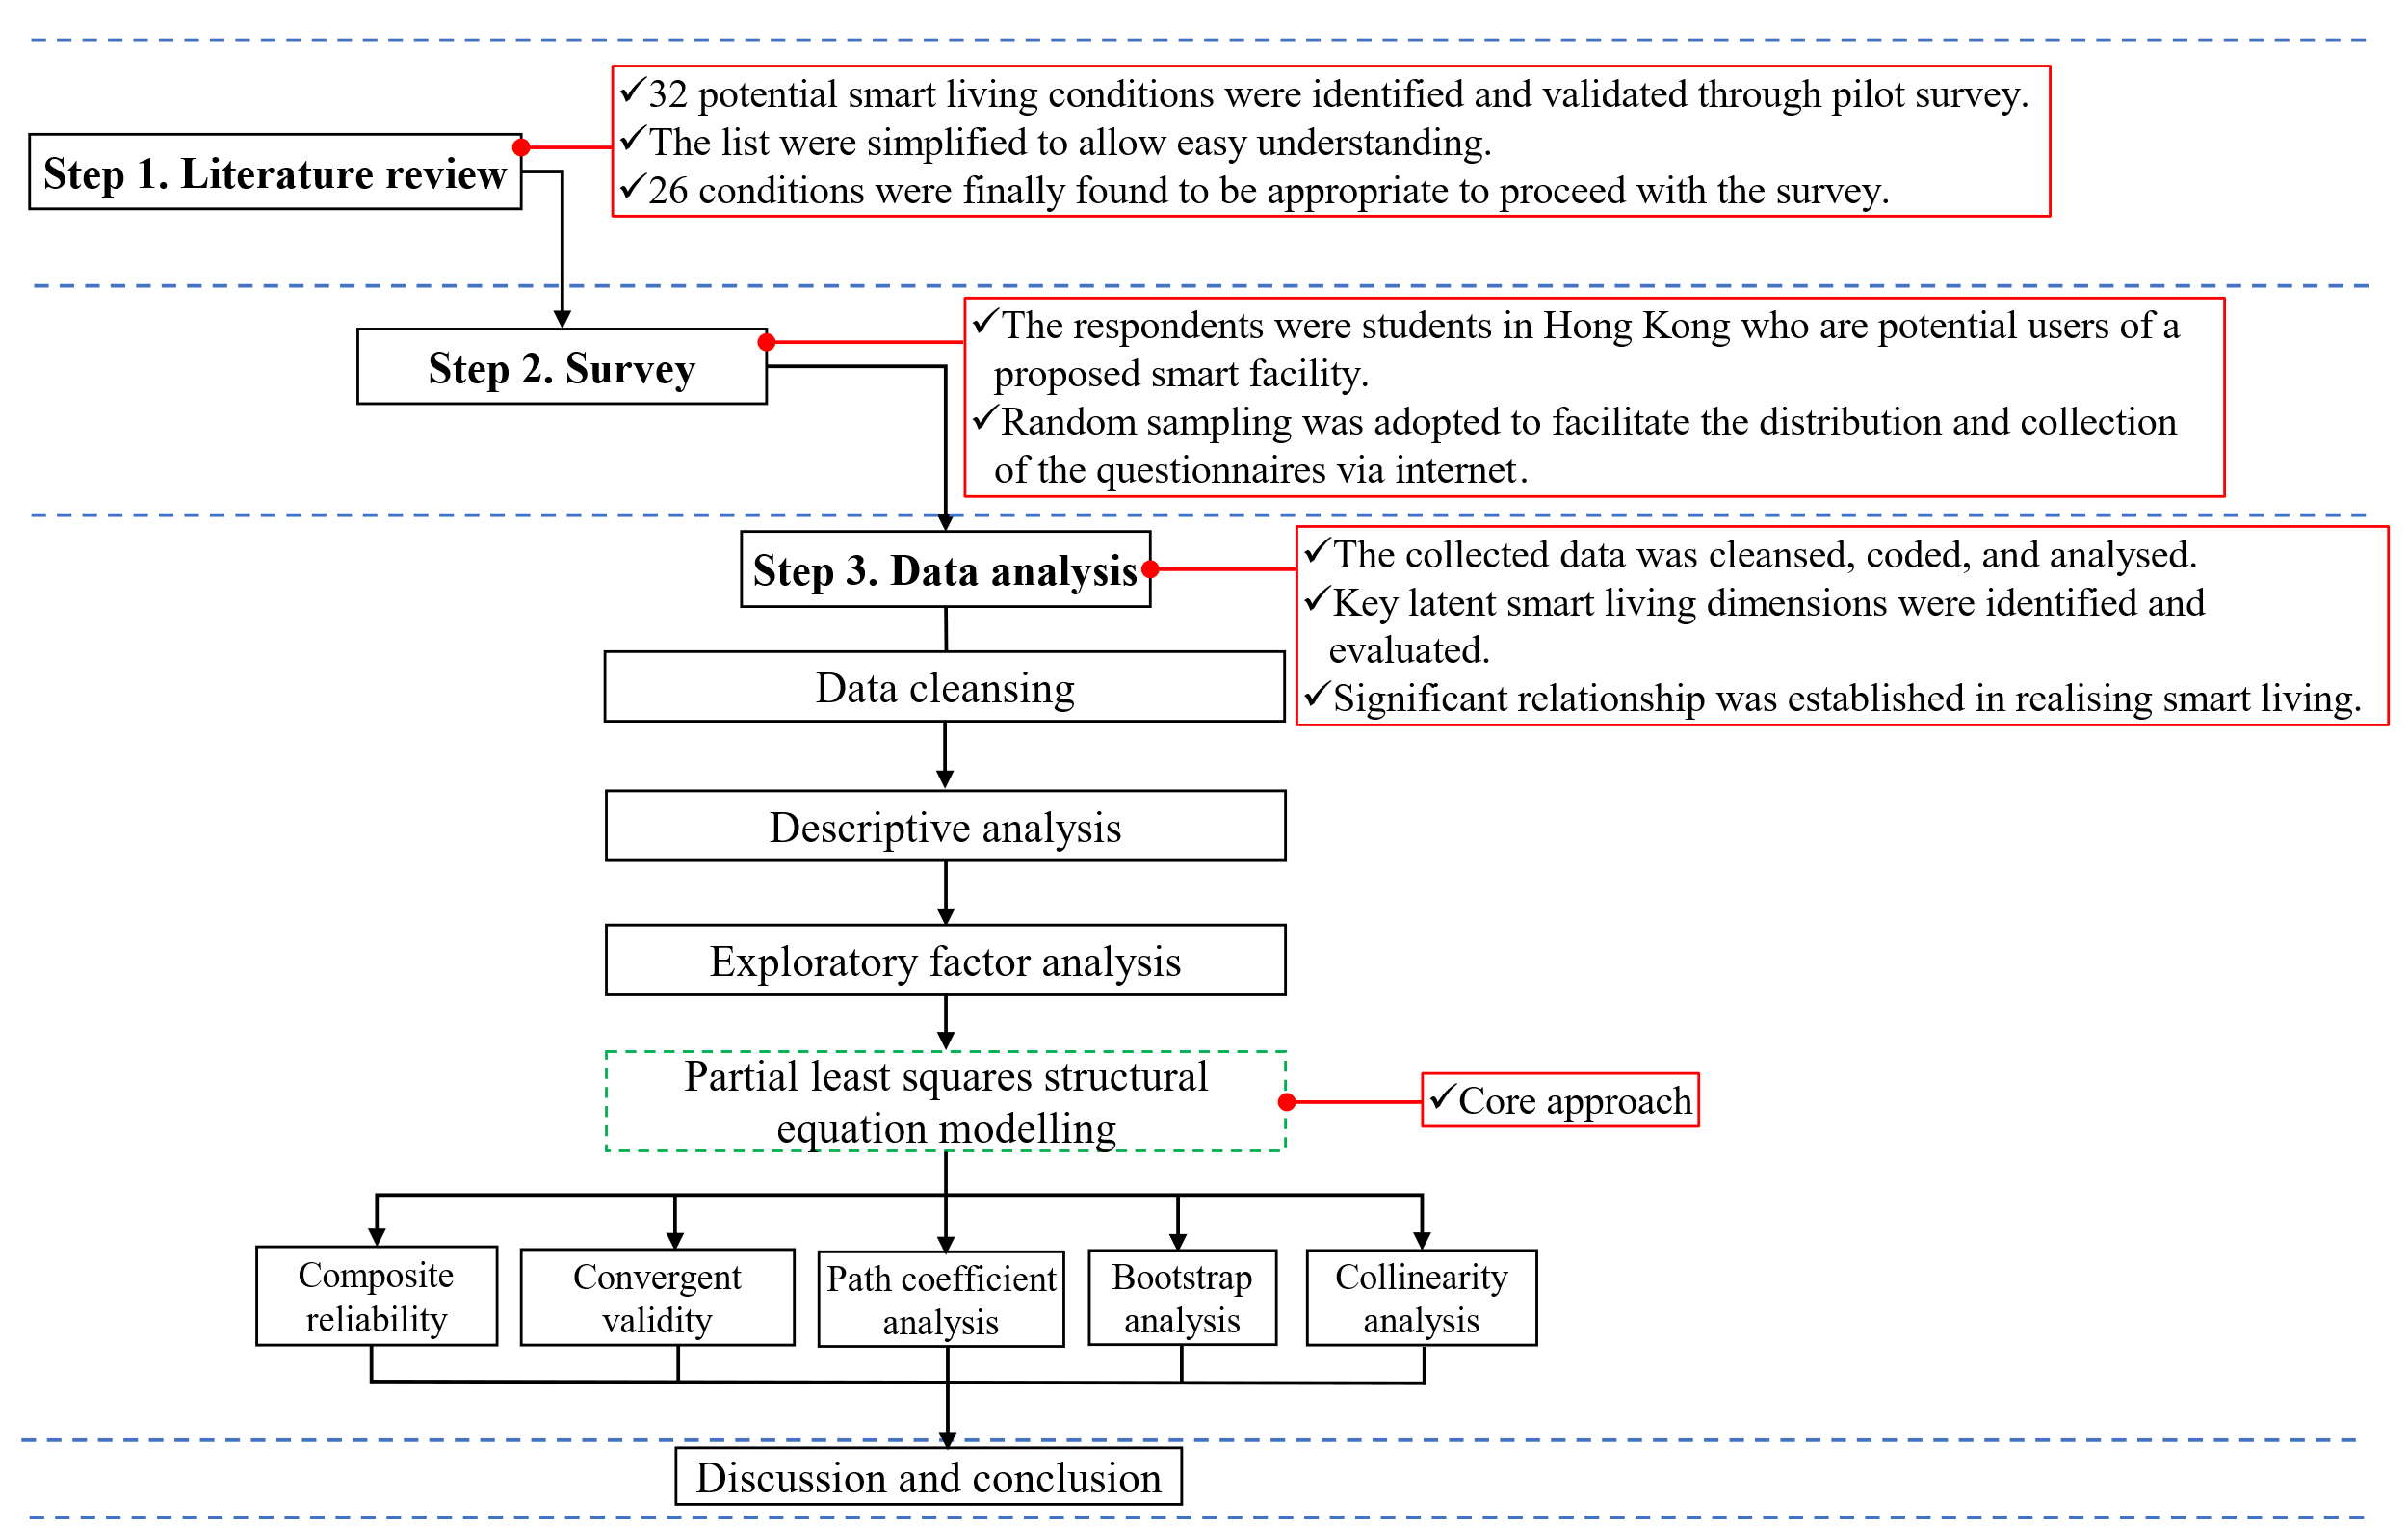 ✓32 potential smart living conditions were identified and validated through pilot survey.
✓The list were simplified to allow easy understanding.
✓26 conditions were finally found to be appropriate to proceed with the survey.
Step 1. Literature review
✓The respondents were students in Hong Kong who are potential users of a
proposed smart facility.
✓Random sampling was adopted to facilitate the distribution and collection
of the questionnaires via internet.
Step 2. Survey
Step 3. Data analysis
✓The collected data was cleansed, coded, and analysed.
✓Key latent smart living dimensions were identified and
evaluated.
✓Significant relationship was established in realising smart living.
Data cleansing
Descriptive analysis
Exploratory factor analysis
Partial least squares structural
equation modelling
✓Core approach
Composite
reliability
Convergent
validity
Path coefficient
analysis
Bootstrap
analysis
Collinearity
analysis
Discussion and conclusion